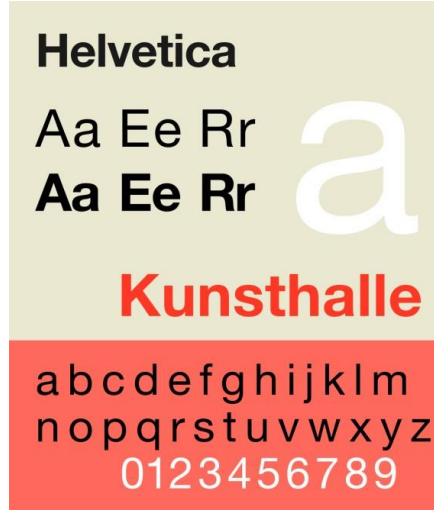 Helvetica
Aa Ee Rr
Aa Ee Rr
a
Kunsthalle
abcdefghijklm
nopqrstuvwxyz
0123456789